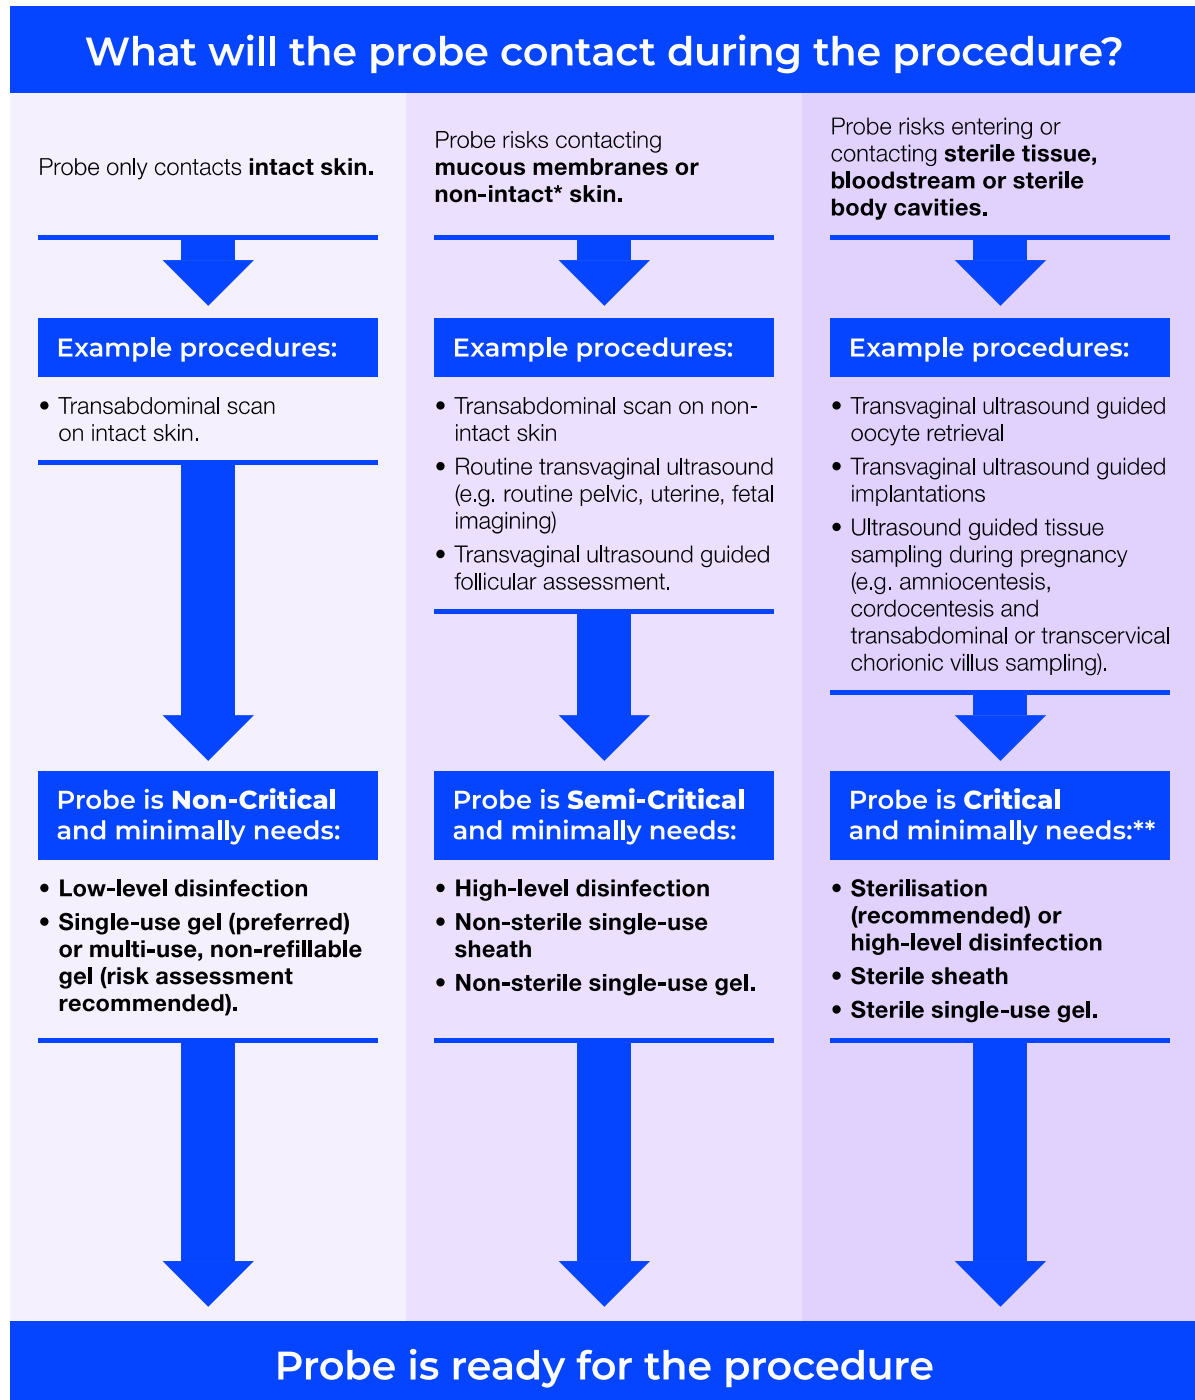 What will the probe contact during the procedure?
Probe only contacts intact skin.
Probe risks contacting
mucous membranes or
non-intact* skin.
Probe risks entering or
contacting sterile tissue,
bloodstream or sterile
body cavities.
Example procedures:
• Transabdominal scan
on intact skin.
Example procedures:
• Transabdominal scan on non-
intact skin
• Routine transvaginal ultrasound
(e.g. routine pelvic, uterine, fetal
imagining)
• Transvaginal ultrasound guided
follicular assessment.
Example procedures:
• Transvaginal ultrasound guided
oocyte retrieval
• Transvaginal ultrasound guided
implantations
• Ultrasound guided tissue
sampling during pregnancy
(e.g. amniocentesis,
cordocentesis and
transabdominal or transcervical
chorionic villus sampling).
Probe is Non-Critical
and minimally needs:
• Low-level disinfection
• Single-use gel (preferred)
or multi-use, non-refillable
gel (risk assessment
recommended).
Probe is Semi-Critical
and minimally needs:
• High-level disinfection
• Non-sterile single-use
sheath
• Non-sterile single-use gel.
Probe is Critical
and minimally needs:**
• Sterilisation
(recommended) or
high-level disinfection
• Sterile sheath
• Sterile single-use gel.
Probe is ready for the procedure